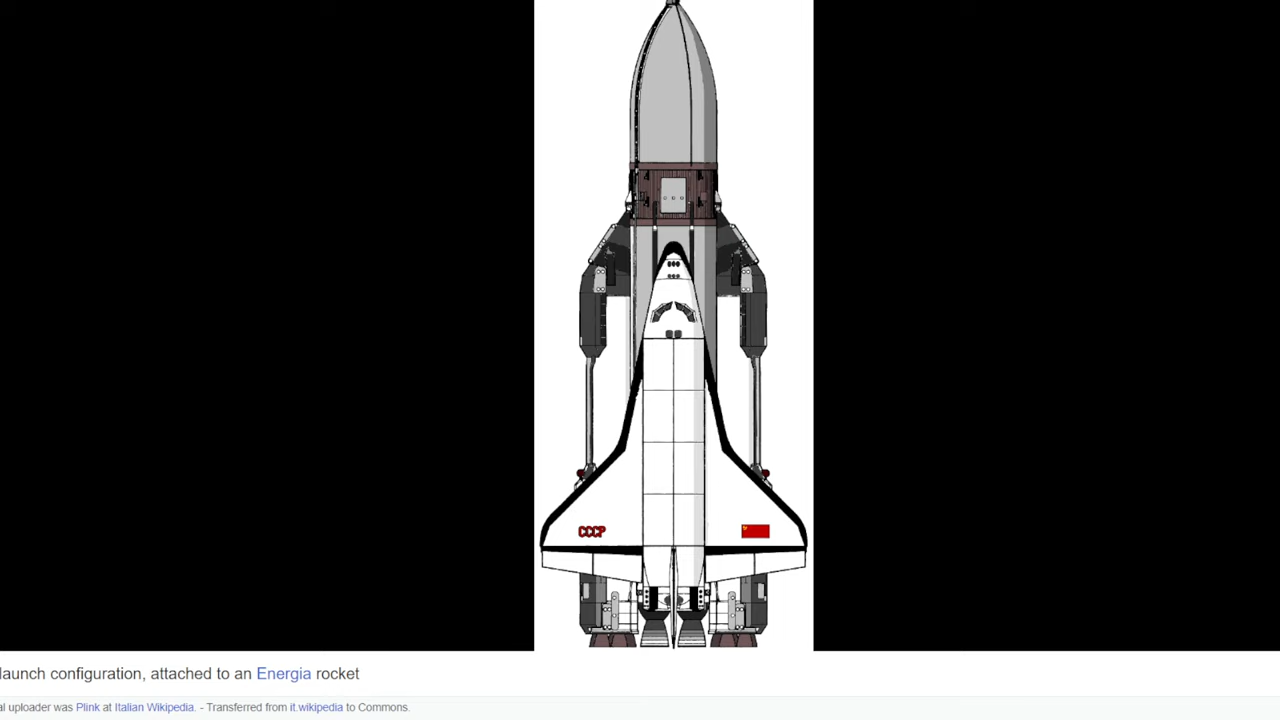 СССР
launch configuration, attached to an Energia rocket
al uploader was Plink at Italian Wikipedia. - Transferred from it.wikipedia to Commons.